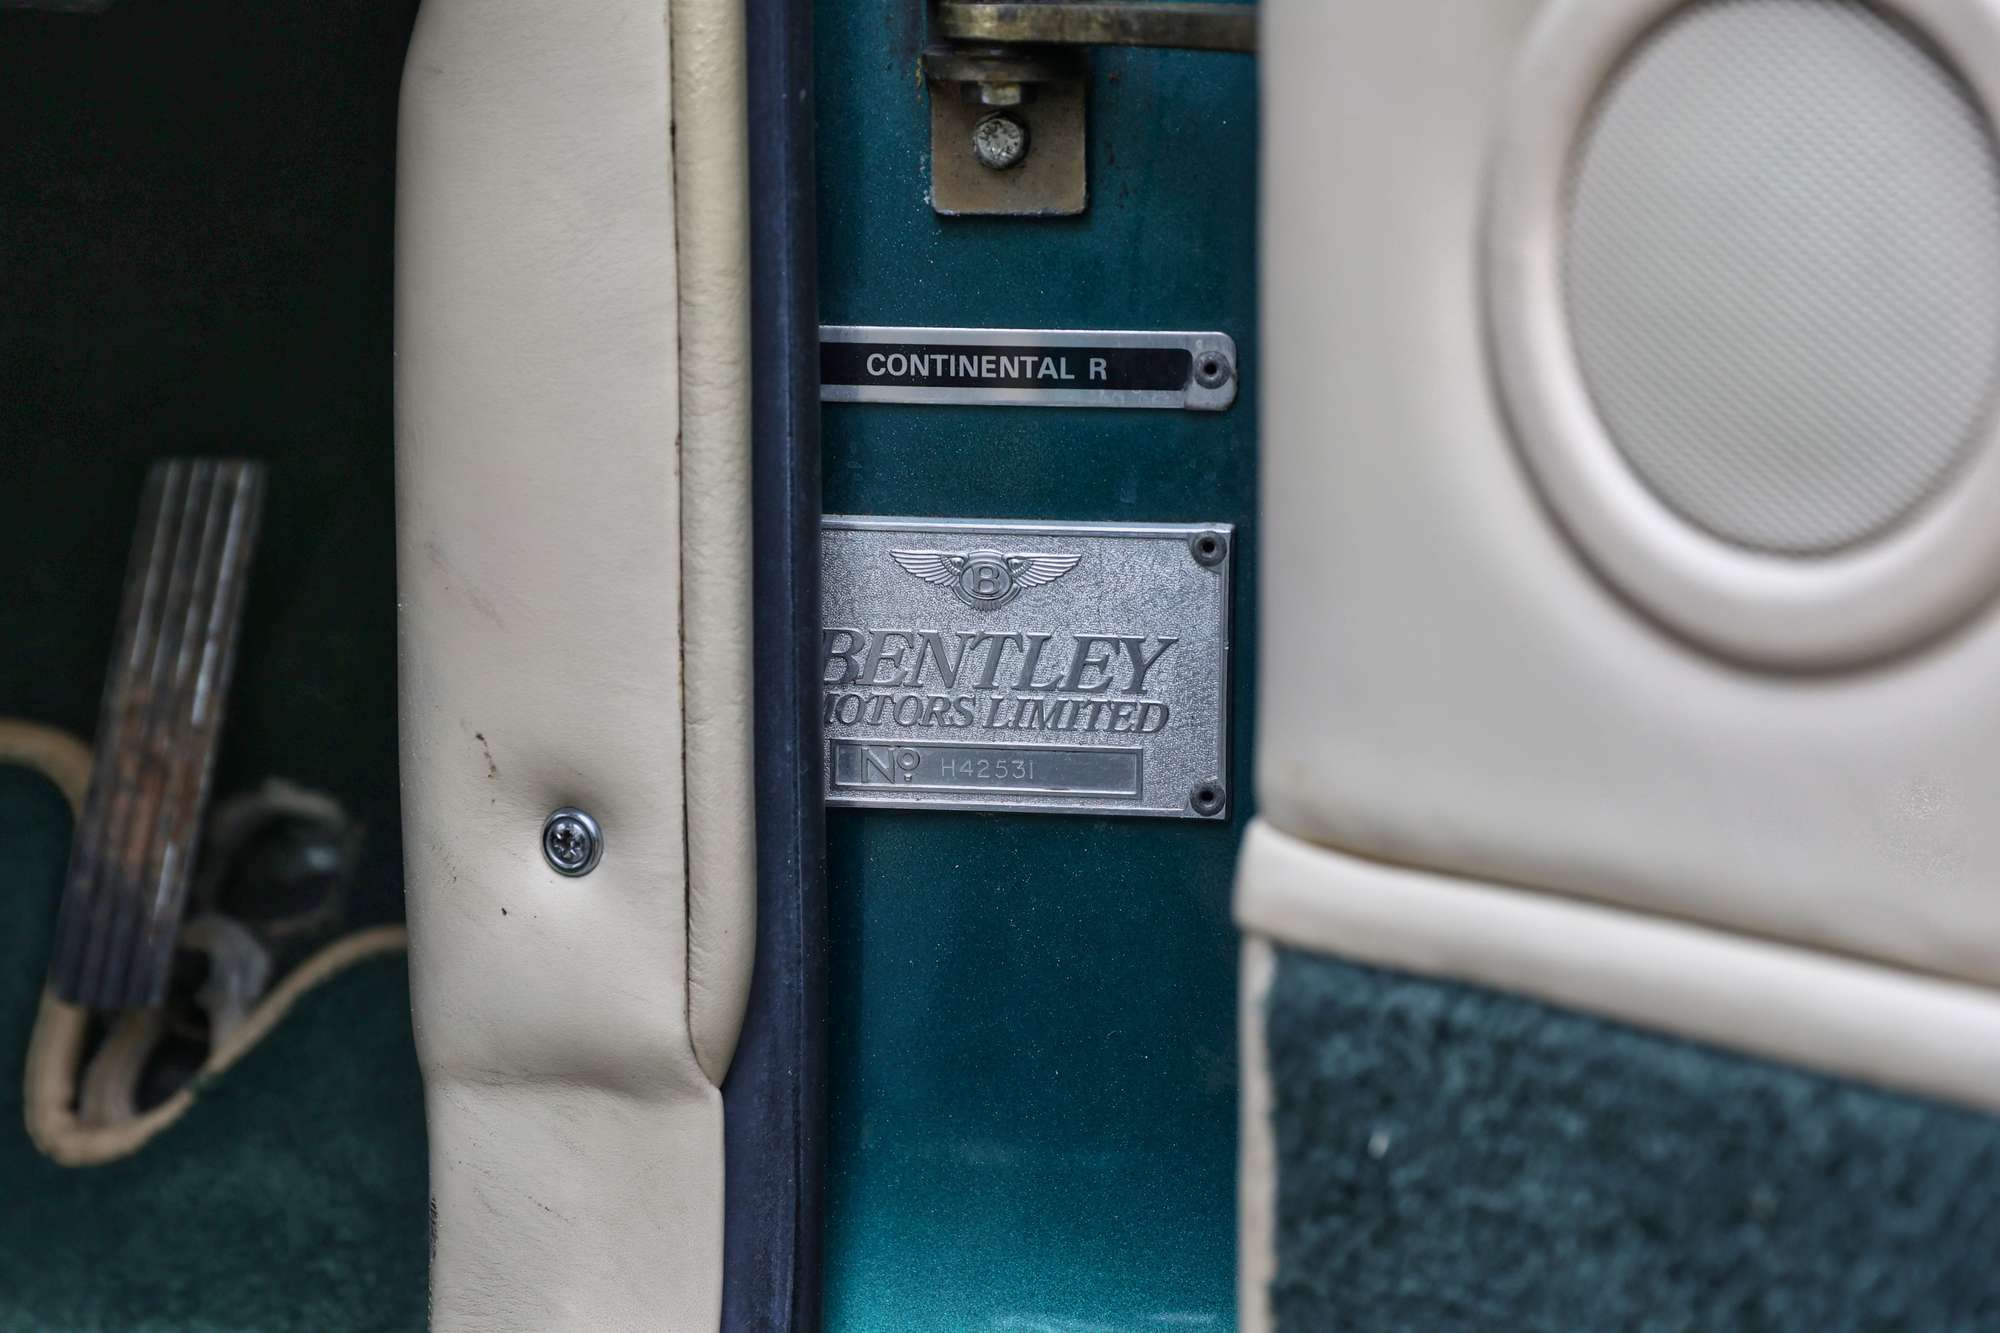 CONTINENTAL R
B
BENTLEY
MOTORS LIMITED
No H42531